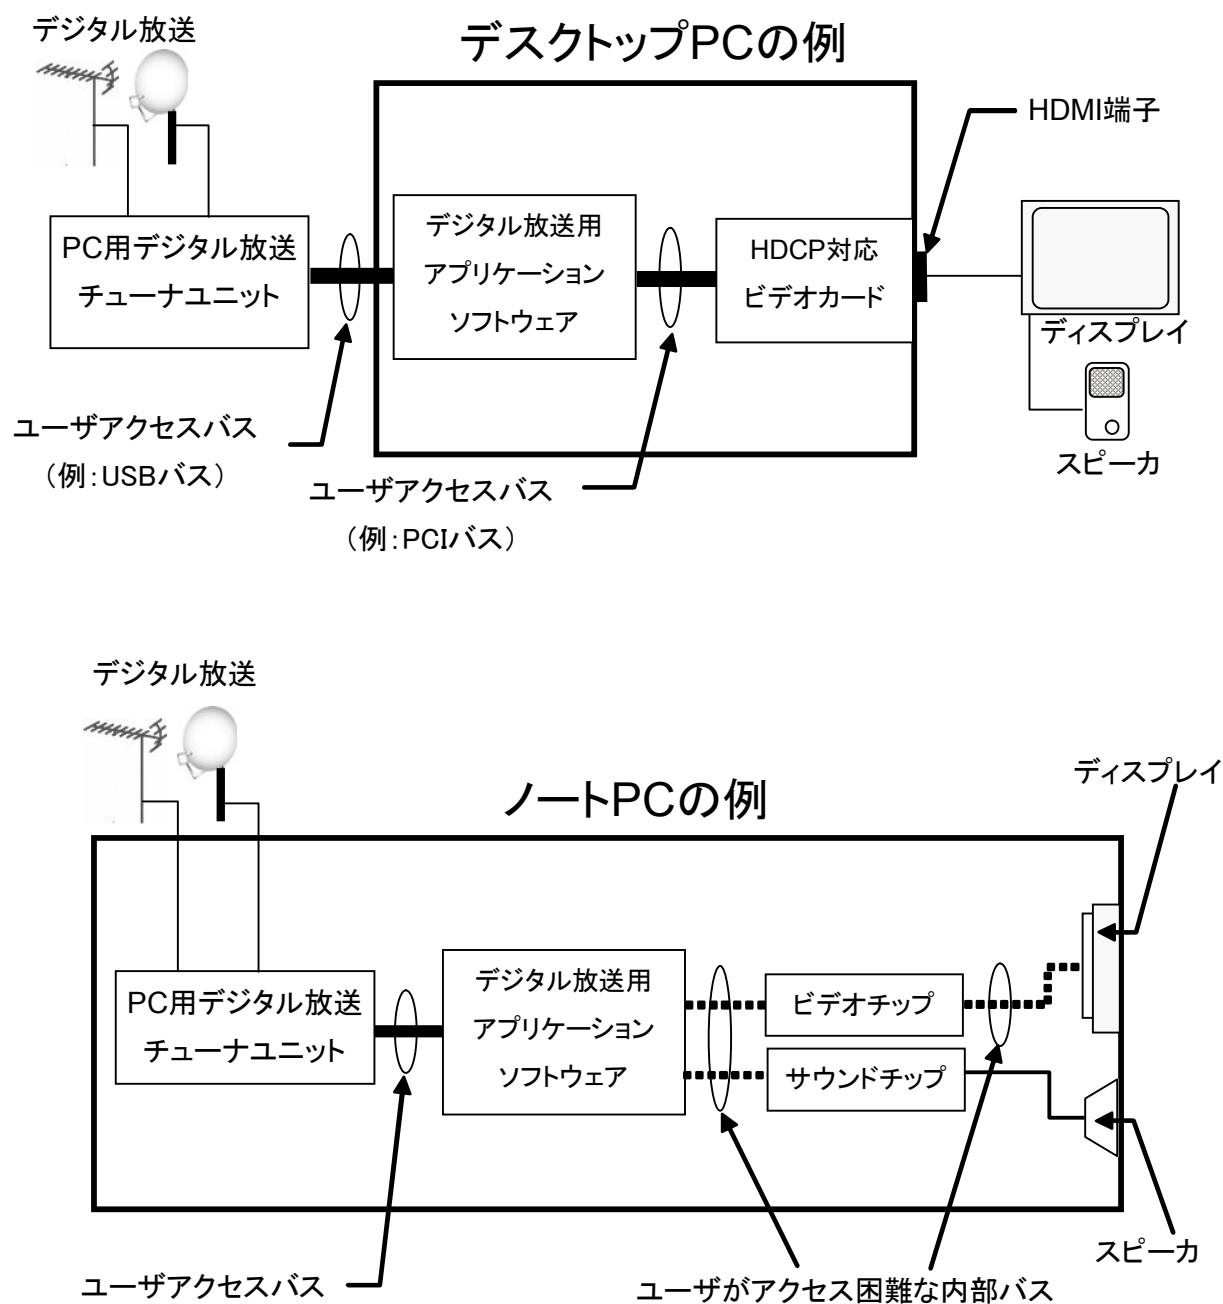 デジタル放送
デスクトップPCの例
HDMI端子
PC用デジタル放送
チューナユニット
デジタル放送用
アプリケーション
ソフトウェア
HDCP対応
ビデオカード
ディスプレイ
スピーカ
ユーザアクセスバス
（例：USBバス）
ユーザアクセスバス
（例：PCIバス）
デジタル放送
ノートPCの例
ディスプレイ
PC用デジタル放送
チューナユニット
デジタル放送用
アプリケーション
ソフトウェア
ビデオチップ
サウンドチップ
スピーカ
ユーザアクセスバス
ユーザがアクセス困難な内部バス